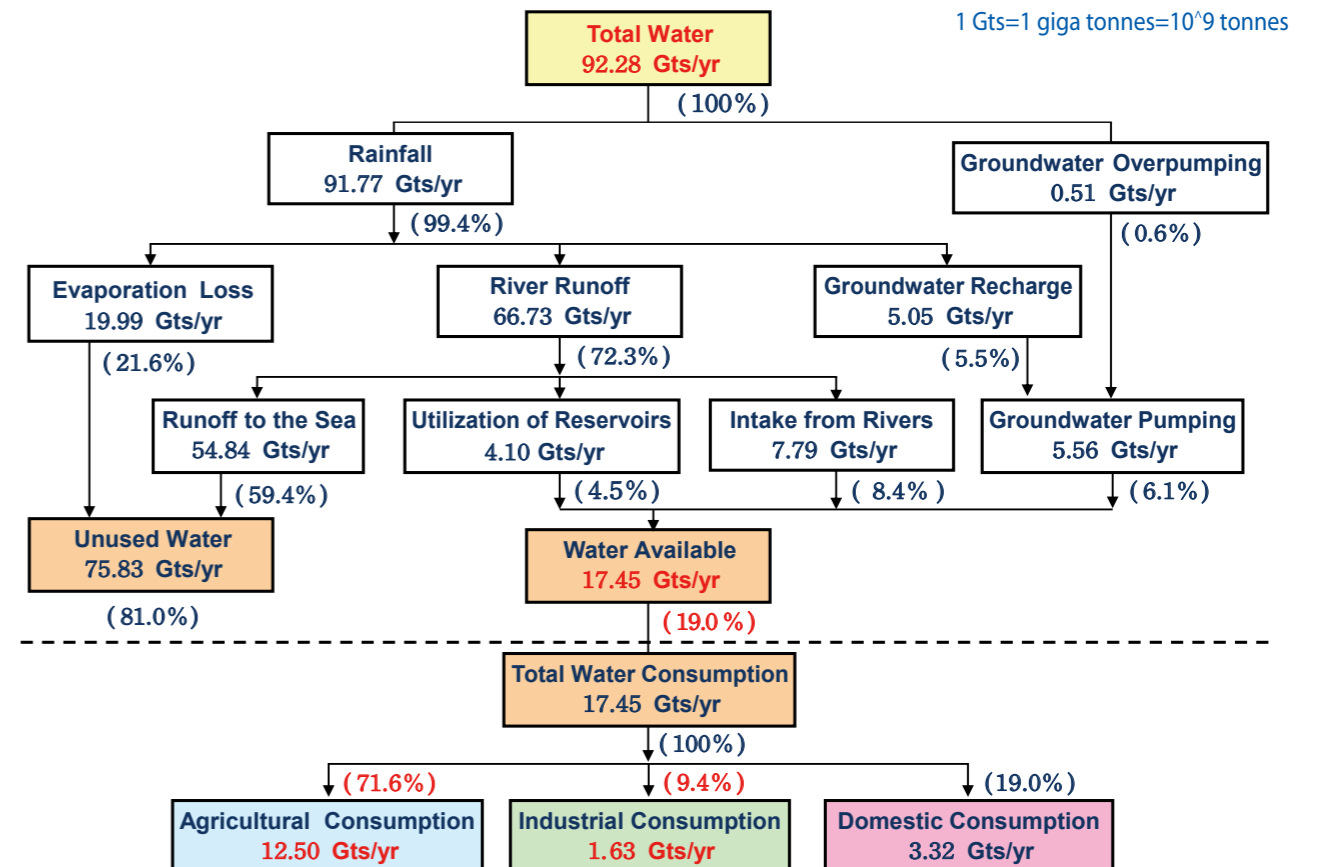 1 Gts=1 giga tonnes=10^9 tonnes
Total Water
92.28 Gts/yr
(100%)
Rainfall
91.77 Gts/yr
(99.4%)
Groundwater Overpumping
0.51 Gts/yr
(0.6%)
Evaporation Loss
19.99 Gts/yr
(21.6%)
River Runoff
66.73 Gts/yr
(72.3%)
Groundwater Recharge
5.05 Gts/yr
(5.5%)
Runoff to the Sea
54.84 Gts/yr
(59.4%)
Utilization of Reservoirs
4.10 Gts/yr
(4.5%)
Intake from Rivers
7.79 Gts/yr
( 8.4% )
Groundwater Pumping
5.56 Gts/yr
(6.1%)
Unused Water
75.83 Gts/yr
(81.0%)
Water Available
17.45 Gts/yr
(19.0 %)
Total Water Consumption
17.45 Gts/yr
(100%)
(71.6%)
(9.4%)
(19.0%)
Agricultural Consumption
12.50 Gts/yr
Industrial Consumption
1.63 Gts/yr
Domestic Consumption
3.32 Gts/yr